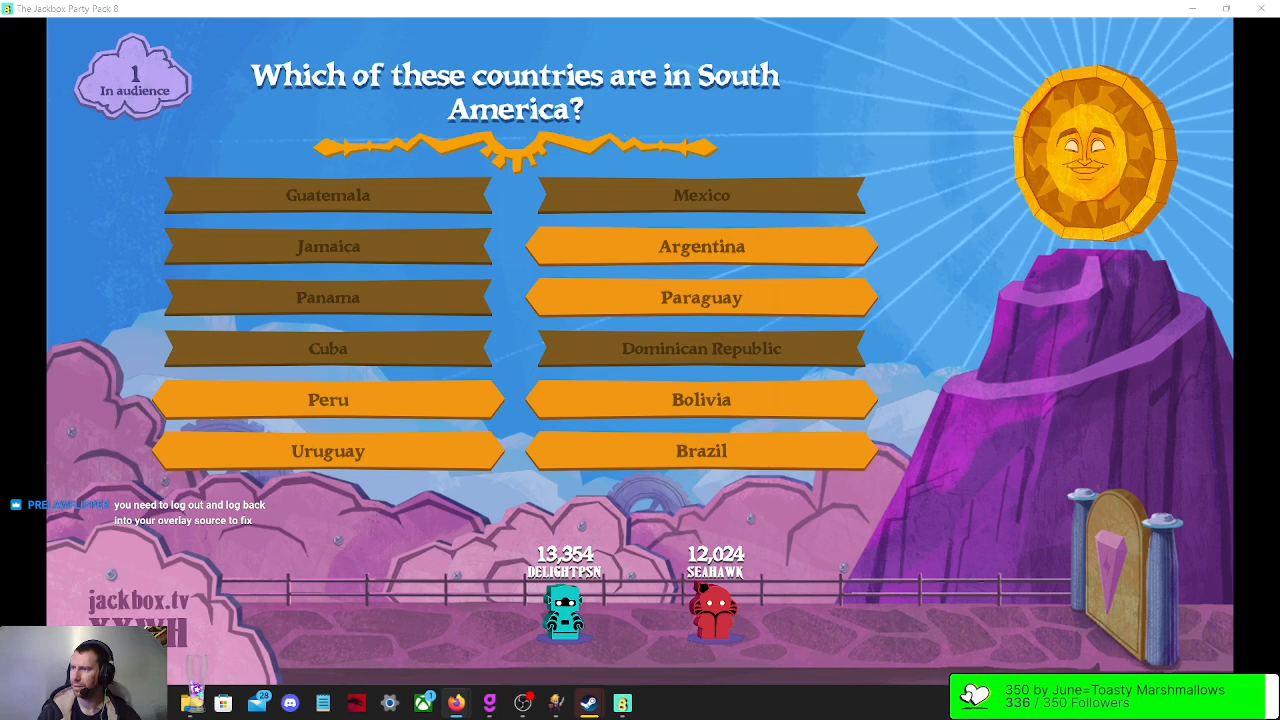 The Jackbox Party Pack 8
1
In audience
Which of these countries are in South
America?
Guatemala
Mexico
Jamaica
Argentina
Panama
Paraguay
Cuba
Dominican Republic
Peru
Bolivia
Uruguay
Brazil
you need to log out and log back
into your overlay source to fix
13,354
DELIGHTPSN
12,024
SEAHAWK
jackbox.tv
28
1
350 by June=Toasty Marshmallows
336 / 350 Followers